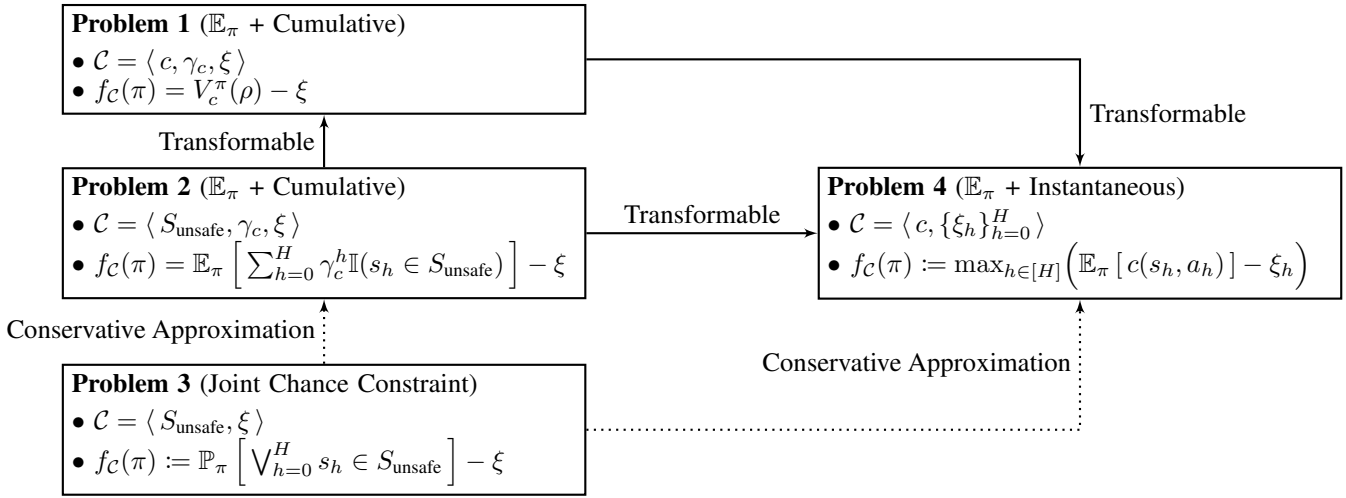 Problem 1 (𝔼_π + Cumulative)
• 𝒞 = ⟨ c, γ_c, ξ ⟩
• f_𝒞(π) = V_c^π(ρ) − ξ
Transformable
Transformable
Problem 2 (𝔼_π + Cumulative)
• 𝒞 = ⟨ S_unsafe, γ_c, ξ ⟩
• f_𝒞(π) = 𝔼_π [ ∑_{h=0}^H γ_c^h 𝕀(s_h ∈ S_unsafe) ] − ξ
Transformable
Problem 4 (𝔼_π + Instantaneous)
• 𝒞 = ⟨ c, {ξ_h}_{h=0}^H ⟩
• f_𝒞(π) := max_{h∈[H]} (𝔼_π [ c(s_h, a_h) ] − ξ_h)
Conservative Approximation
Conservative Approximation
Problem 3 (Joint Chance Constraint)
• 𝒞 = ⟨ S_unsafe, ξ ⟩
• f_𝒞(π) := ℙ_π [ ⋁_{h=0}^H s_h ∈ S_unsafe ] − ξ